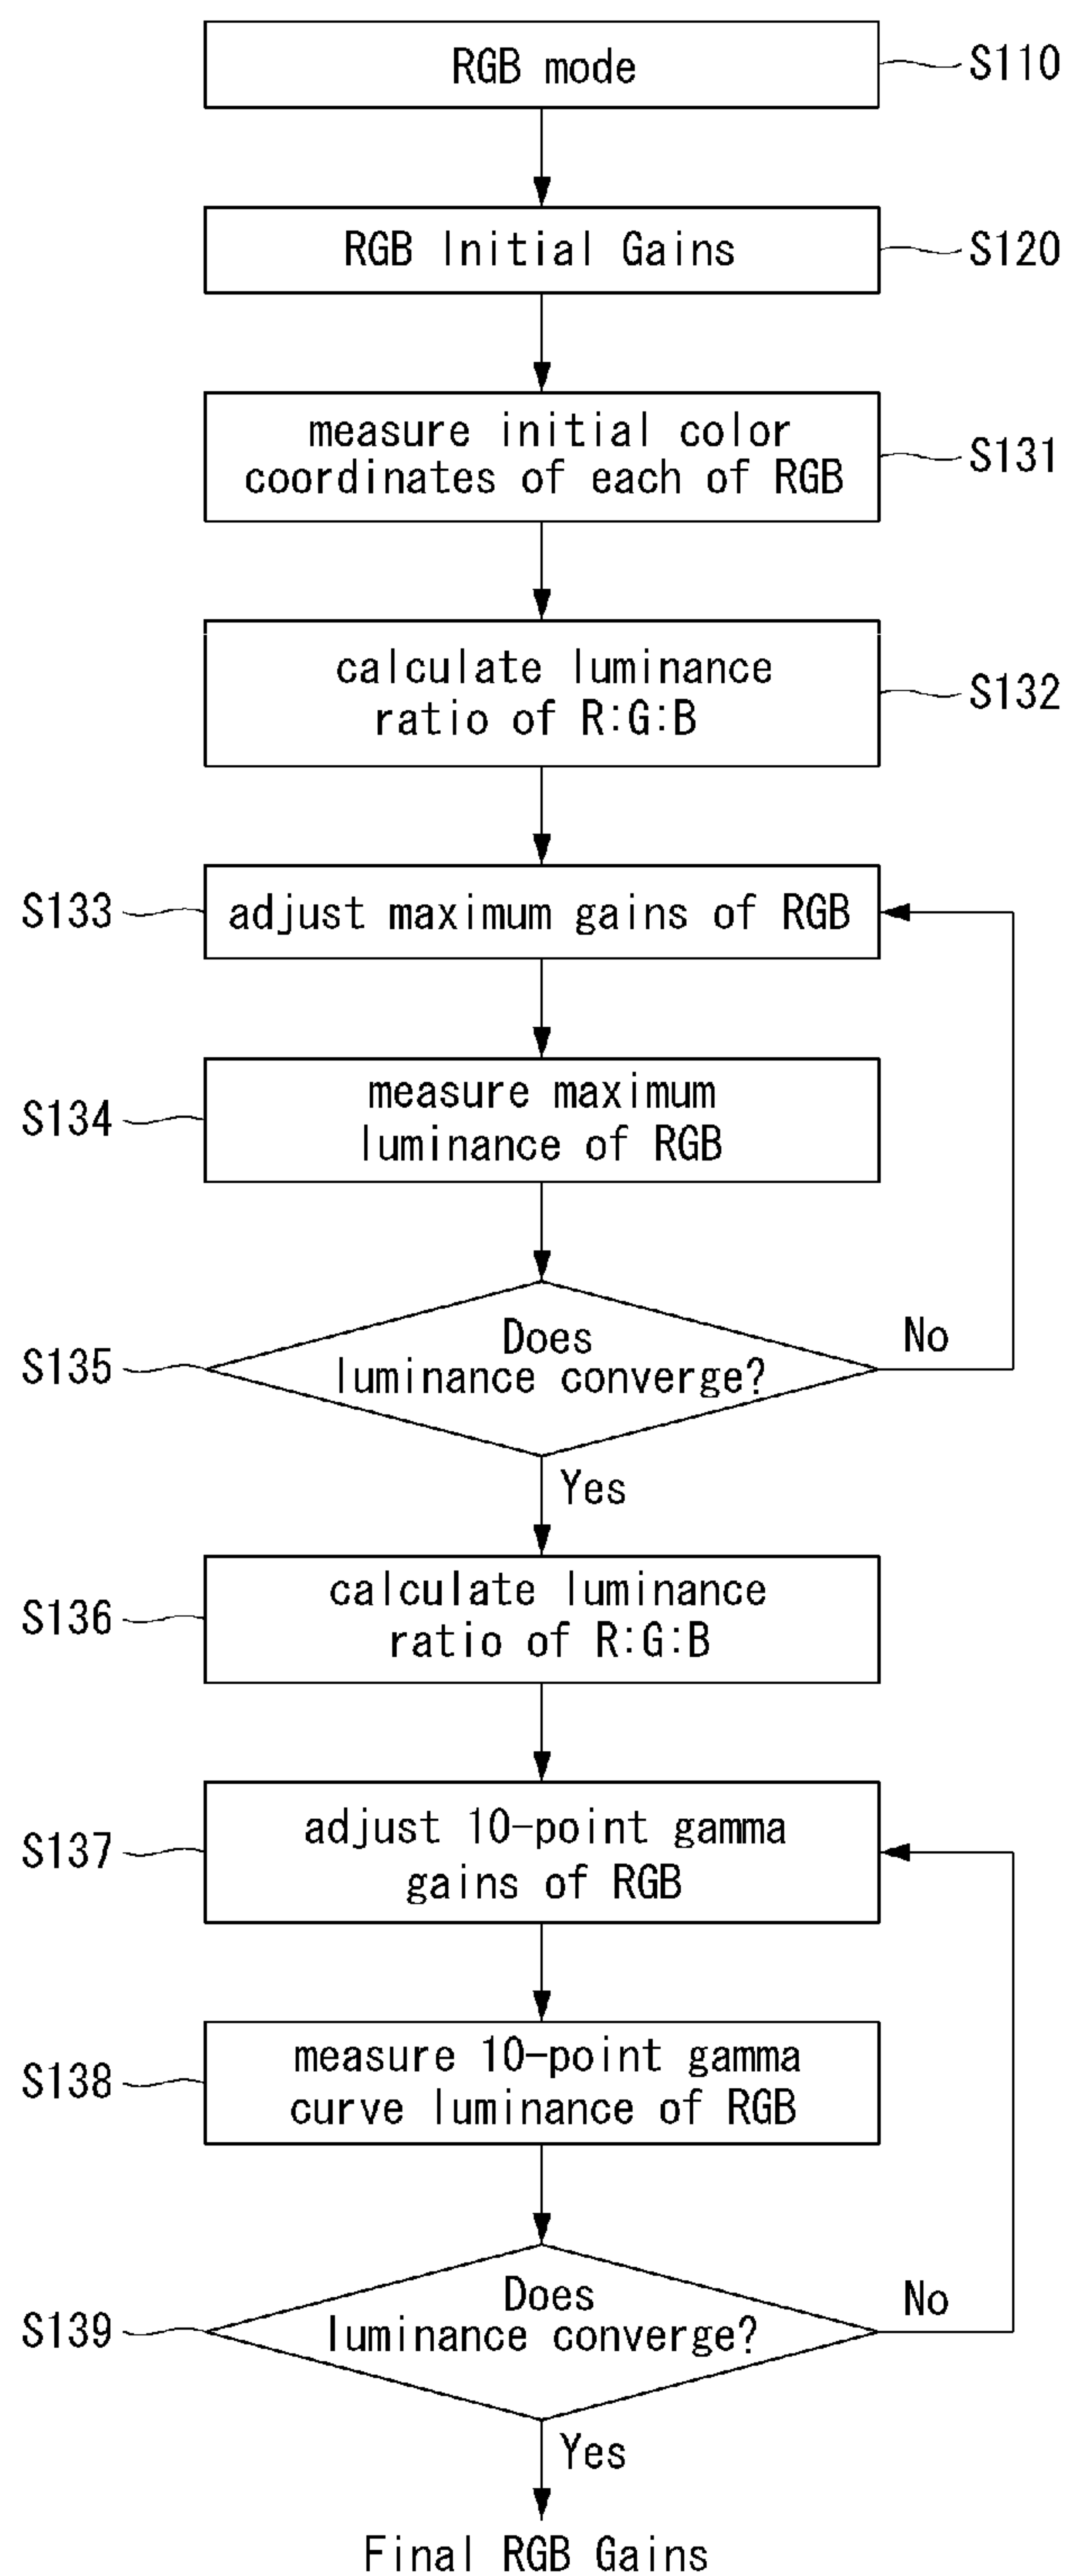 RGB mode
S110
RGB Initial Gains
S120
measure initial color
coordinates of each of RGB
S131
calculate luminance
ratio of R:G:B
S132
S133
adjust maximum gains of RGB
S134
measure maximum
luminance of RGB
S135
Does
luminance converge?
No
Yes
S136
calculate luminance
ratio of R:G:B
S137
adjust 10-point gamma
gains of RGB
S138
measure 10-point gamma
curve luminance of RGB
S139
Does
luminance converge?
No
Yes
Final RGB Gains